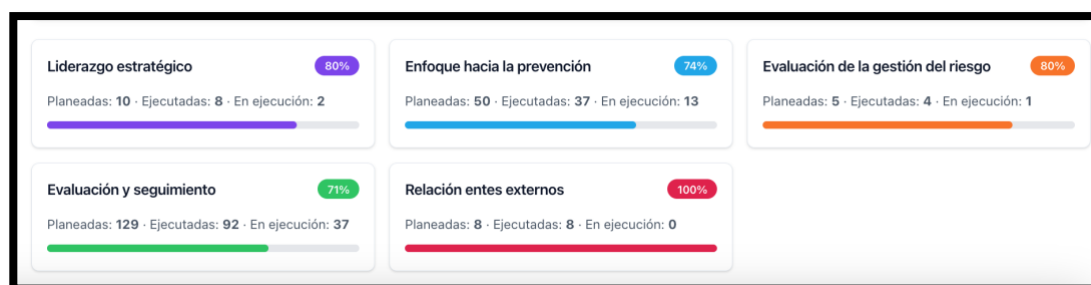 Liderazgo estratégico 80%
Planeadas: 10 · Ejecutadas: 8 · En ejecución: 2
Enfoque hacia la prevención 74%
Planeadas: 50 · Ejecutadas: 37 · En ejecución: 13
Evaluación de la gestión del riesgo 80%
Planeadas: 5 · Ejecutadas: 4 · En ejecución: 1
Evaluación y seguimiento 71%
Planeadas: 129 · Ejecutadas: 92 · En ejecución: 37
Relación entes externos 100%
Planeadas: 8 · Ejecutadas: 8 · En ejecución: 0